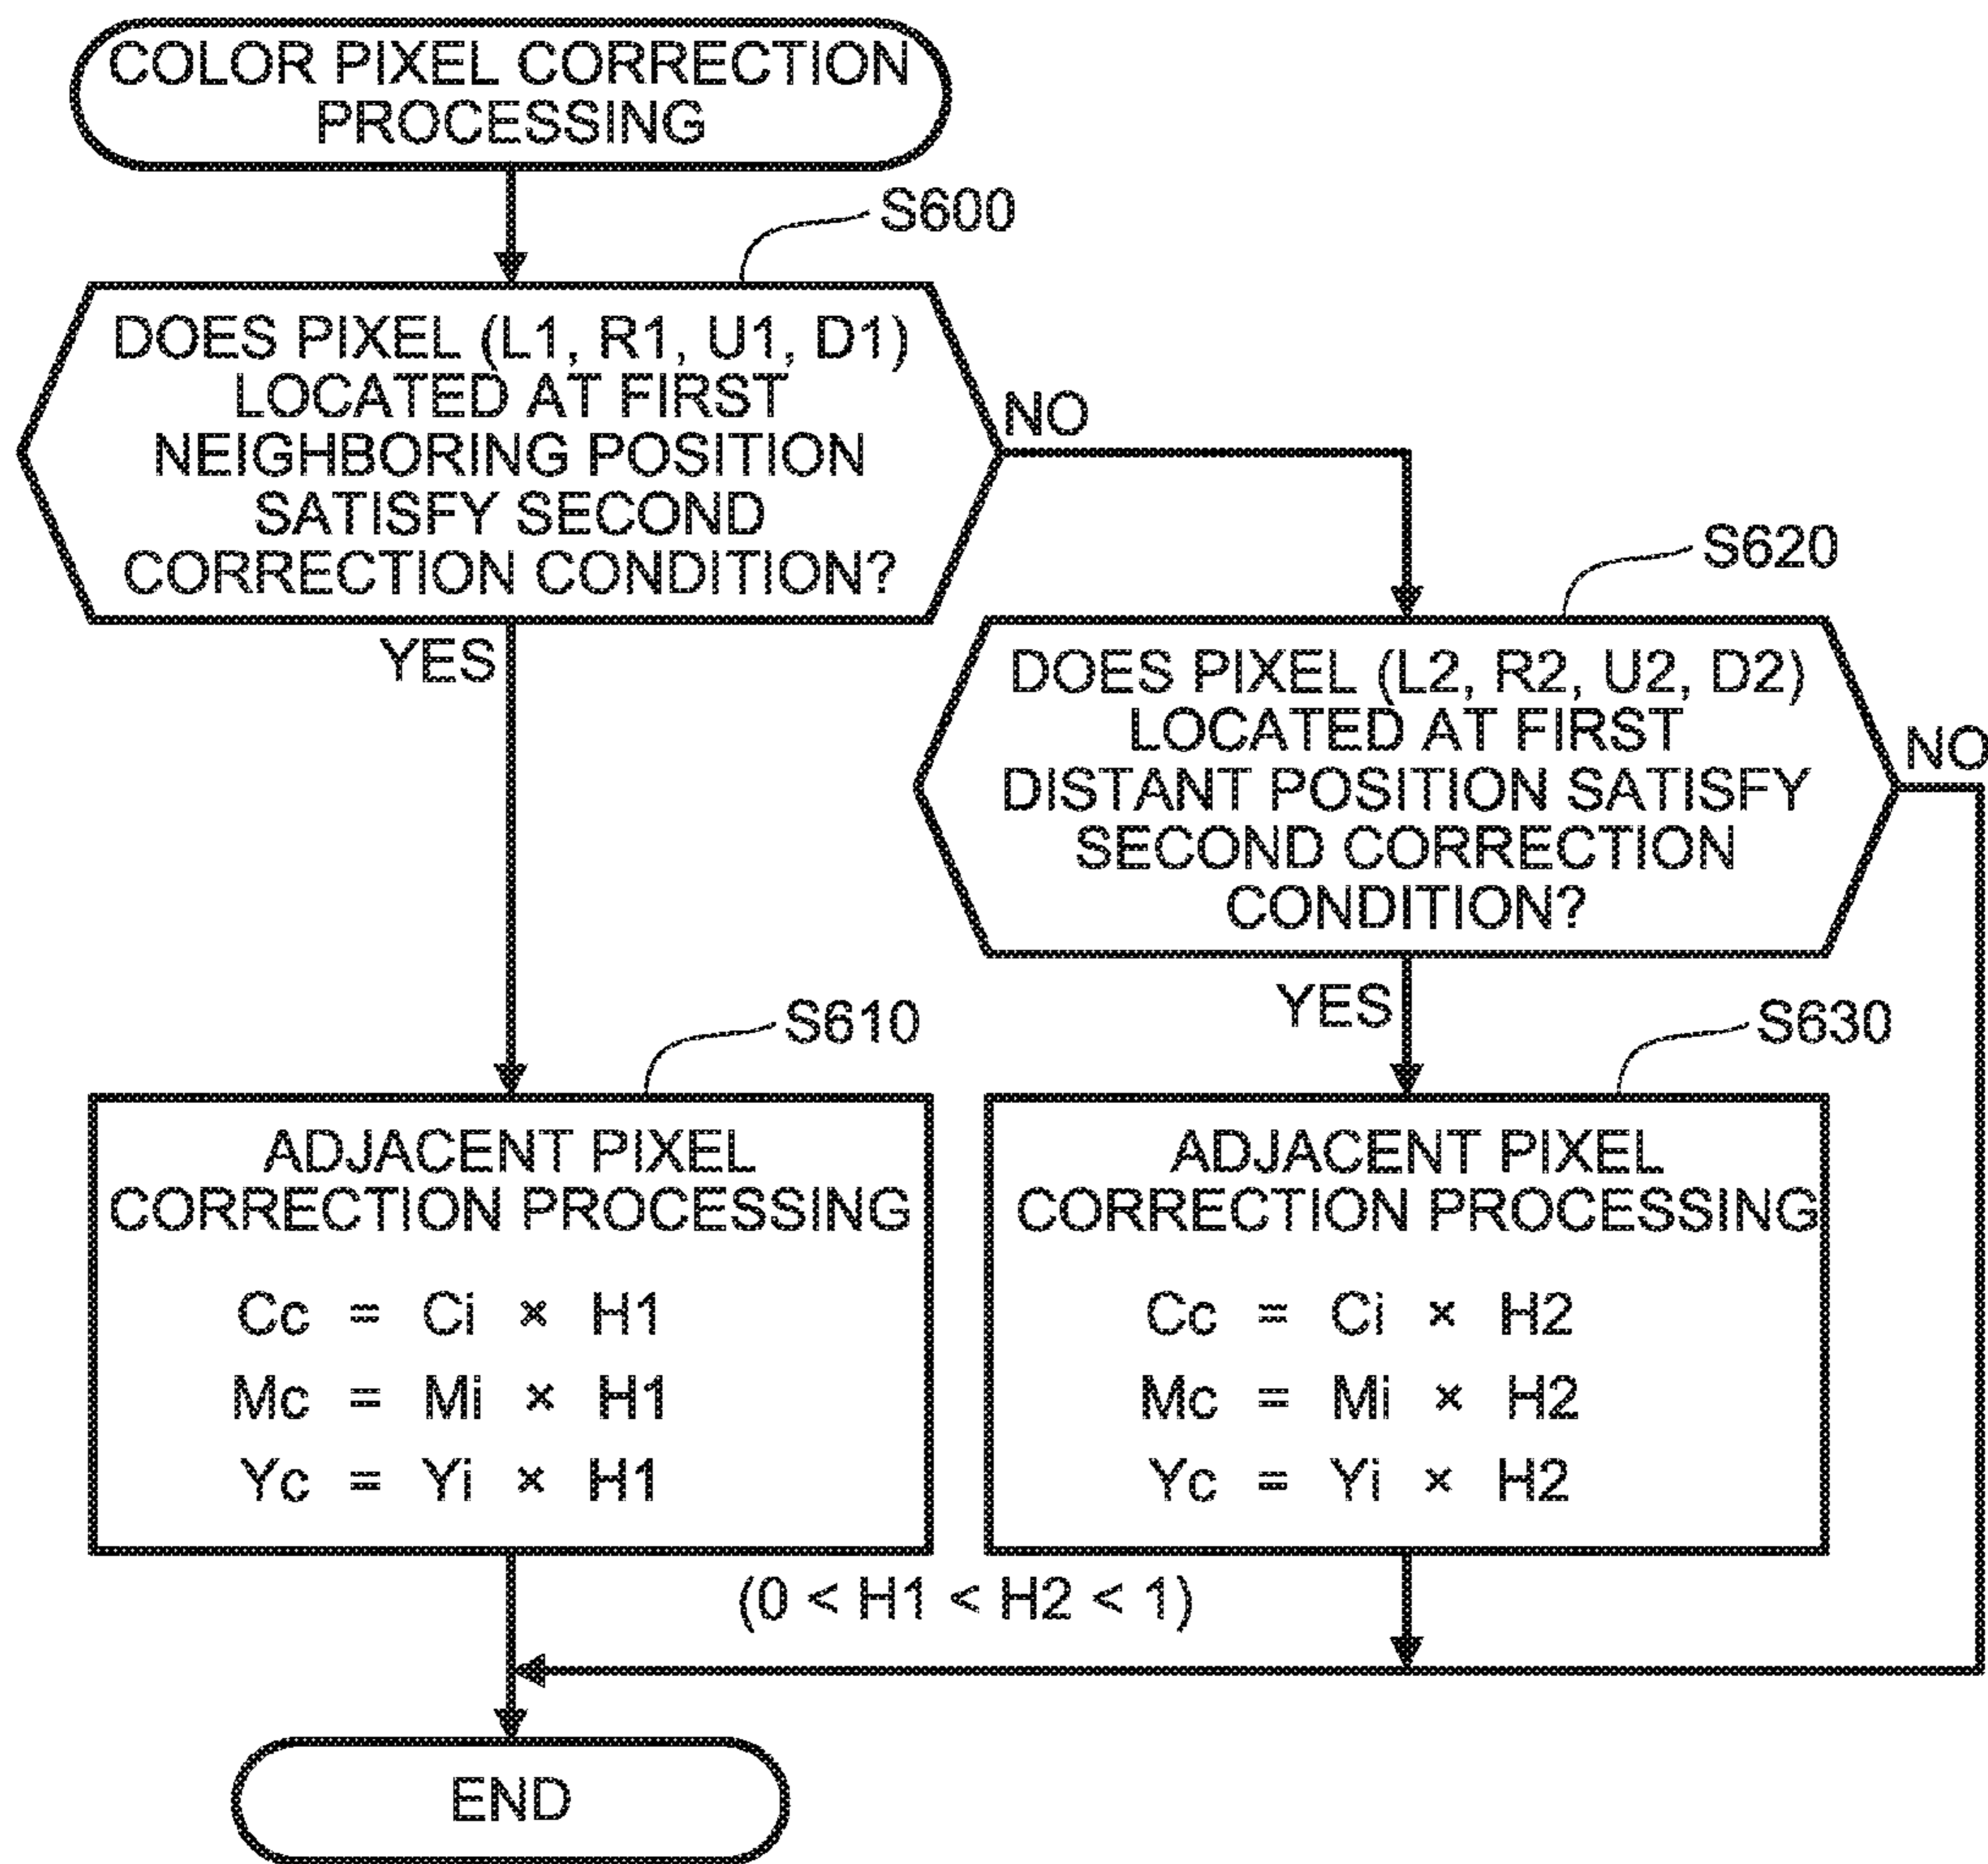 COLOR PIXEL CORRECTION
PROCESSING
S600
DOES PIXEL (L1, R1, U1, D1)
LOCATED AT FIRST
NEIGHBORING POSITION
SATISFY SECOND
CORRECTION CONDITION?
NO
YES
S620
DOES PIXEL (L2, R2, U2, D2)
LOCATED AT FIRST
DISTANT POSITION SATISFY
SECOND CORRECTION
CONDITION?
NO
YES
S610
ADJACENT PIXEL
CORRECTION PROCESSING
Cc = Ci × H1
Mc = Mi × H1
Yc = Yi × H1
S630
ADJACENT PIXEL
CORRECTION PROCESSING
Cc = Ci × H2
Mc = Mi × H2
Yc = Yi × H2
(0 < H1 < H2 < 1)
END